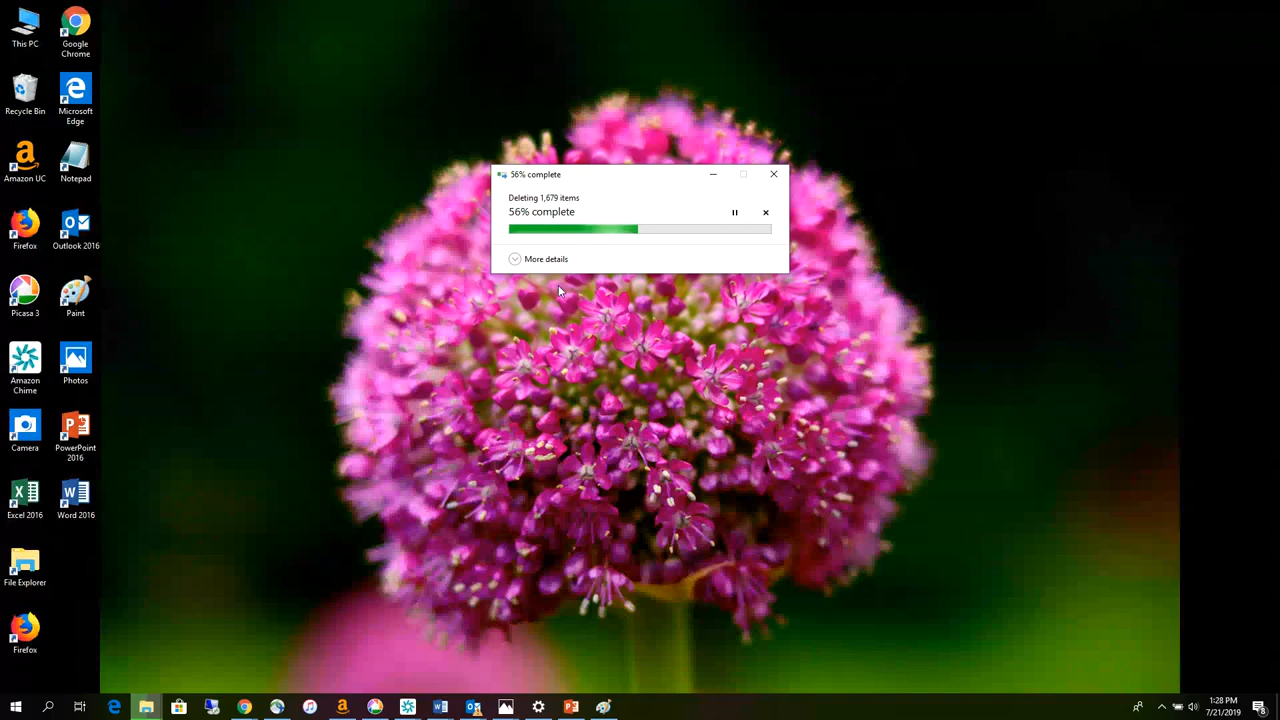 This PC
Google
Chrome
Recycle Bin
Microsoft
Edge
Amazon UC
Notepad
Firefox
Outlook 2016
Picasa 3
Paint
Amazon
Chime
Photos
Camera
PowerPoint
2016
Excel 2016
Word 2016
File Explorer
Firefox
56% complete
Deleting 1,679 items
56% complete
More details
1:28 PM
7/21/2019
8